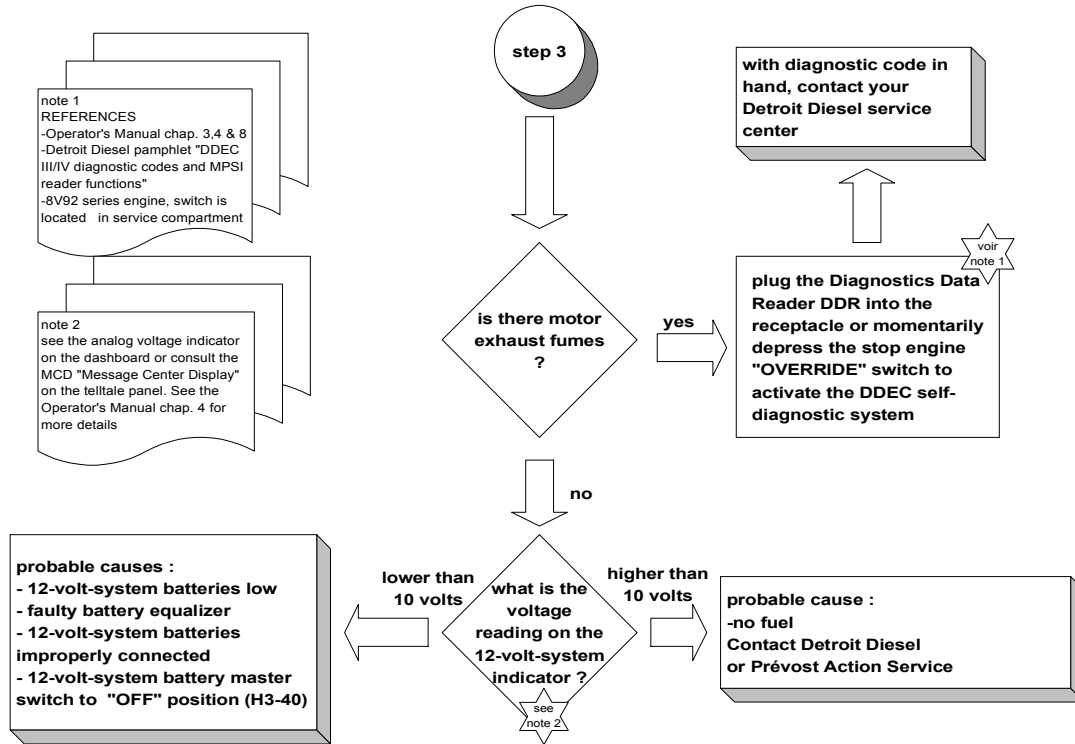 step 3
with diagnostic code in
hand, contact your
Detroit Diesel service
center
note 1
REFERENCES
-Operator's Manual chap. 3,4 & 8
-Detroit Diesel pamphlet "DDEC
III/IV diagnostic codes and MPSI
reader functions"
-8V92 series engine, switch is
located in service compartment
voir
note 1
note 2
see the analog voltage indicator
on the dashboard or consult the
MCD "Message Center Display"
on the telltale panel. See the
Operator's Manual chap. 4 for
more details
is there motor
exhaust fumes
?
yes
plug the Diagnostics Data
Reader DDR into the
receptacle or momentarily
depress the stop engine
"OVERRIDE" switch to
activate the DDEC self-
diagnostic system
no
probable causes :
- 12-volt-system batteries low
- faulty battery equalizer
- 12-volt-system batteries
improperly connected
- 12-volt-system battery master
switch to "OFF" position (H3-40)
lower than
10 volts
what is the
voltage
reading on the
12-volt-system
indicator ?
see
note 2
higher than
10 volts
probable cause :
-no fuel
Contact Detroit Diesel
or Prévost Action Service